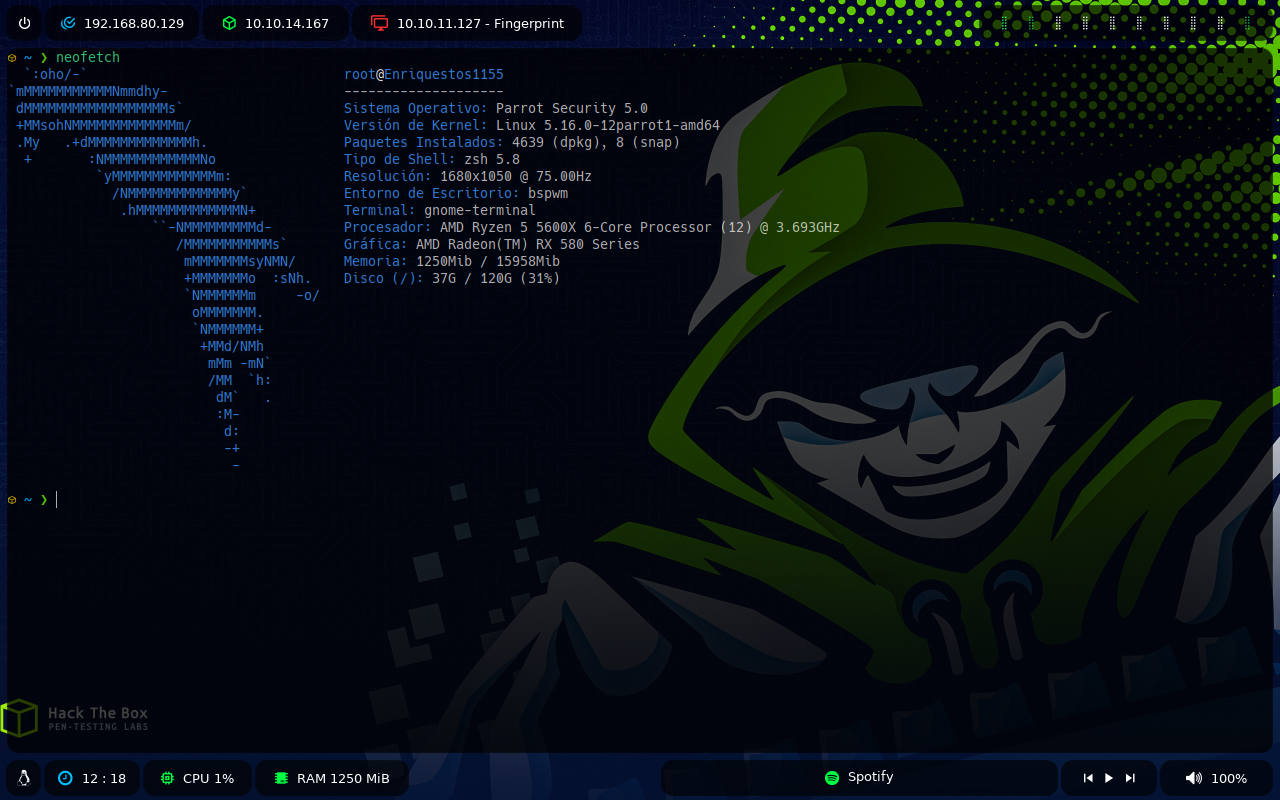 192.168.80.129
10.10.14.167
10.10.11.127 - Fingerprint
~ ❯ neofetch
`:oho/-`
`mMMMMMMMMMMMNmmdhy-
dMMMMMMMMMMMMMMMMMMs`
+MMsohNMMMMMMMMMMMMMm/
.My   .+dMMMMMMMMMMMMMh.
+       :NMMMMMMMMMMMMNo
`yMMMMMMMMMMMMMm:
/NMMMMMMMMMMMMMy`
.hMMMMMMMMMMMMMN+
``-NMMMMMMMMMd-
/MMMMMMMMMMMs`
mMMMMMMMsyNMN/
+MMMMMMMo  :sNh.
`NMMMMMMm     -o/
oMMMMMMM.
`NMMMMMM+
+MMd/NMh
mMm -mN`
/MM  `h:
dM`   .
:M-
d:
-+
-
root@Enriquestos1155
--------------------
Sistema Operativo: Parrot Security 5.0
Versión de Kernel: Linux 5.16.0-12parrot1-amd64
Paquetes Instalados: 4639 (dpkg), 8 (snap)
Tipo de Shell: zsh 5.8
Resolución: 1680x1050 @ 75.00Hz
Entorno de Escritorio: bspwm
Terminal: gnome-terminal
Procesador: AMD Ryzen 5 5600X 6-Core Processor (12) @ 3.693GHz
Gráfica: AMD Radeon(TM) RX 580 Series
Memoria: 1250Mib / 15958Mib
Disco (/): 37G / 120G (31%)
~ ❯
Hack The Box
PEN-TESTING LABS
12 : 18
CPU 1%
RAM 1250 MiB
Spotify
100%